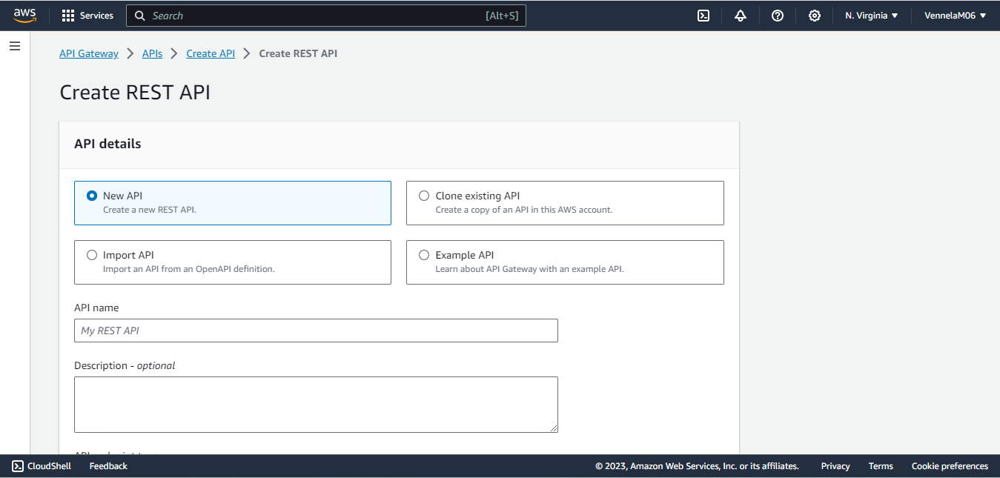 aws Services Search [Alt+S] N. Virginia VennelaM06
API Gateway APIs Create API Create REST API
Create REST API
API details
New API
Create a new REST API.
Clone existing API
Create a copy of an API in this AWS account.
Import API
Import an API from an OpenAPI definition.
Example API
Learn about API Gateway with an example API.
API name
My REST API
Description - optional
CloudShell Feedback © 2023, Amazon Web Services, Inc. or its affiliates. Privacy Terms Cookie preferences